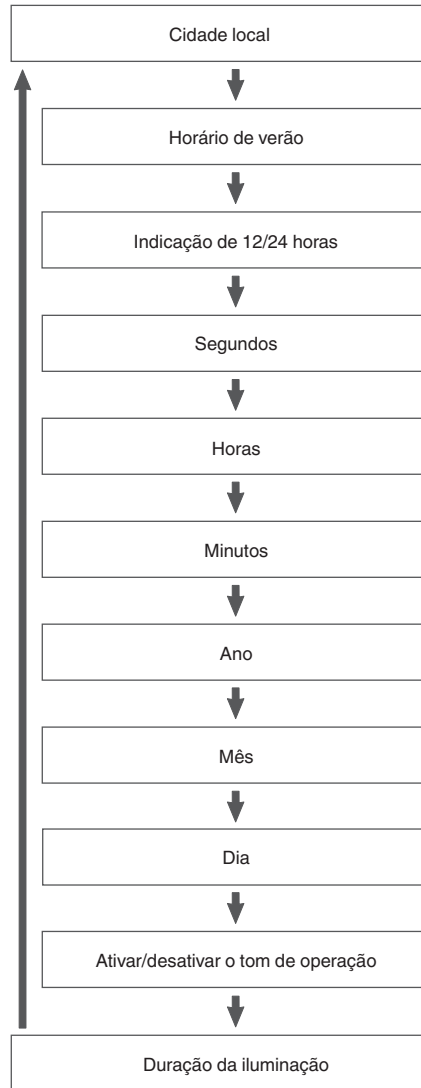 Cidade local
Horário de verão
Indicação de 12/24 horas
Segundos
Horas
Minutos
Ano
Mês
Dia
Ativar/desativar o tom de operação
Duração da iluminação